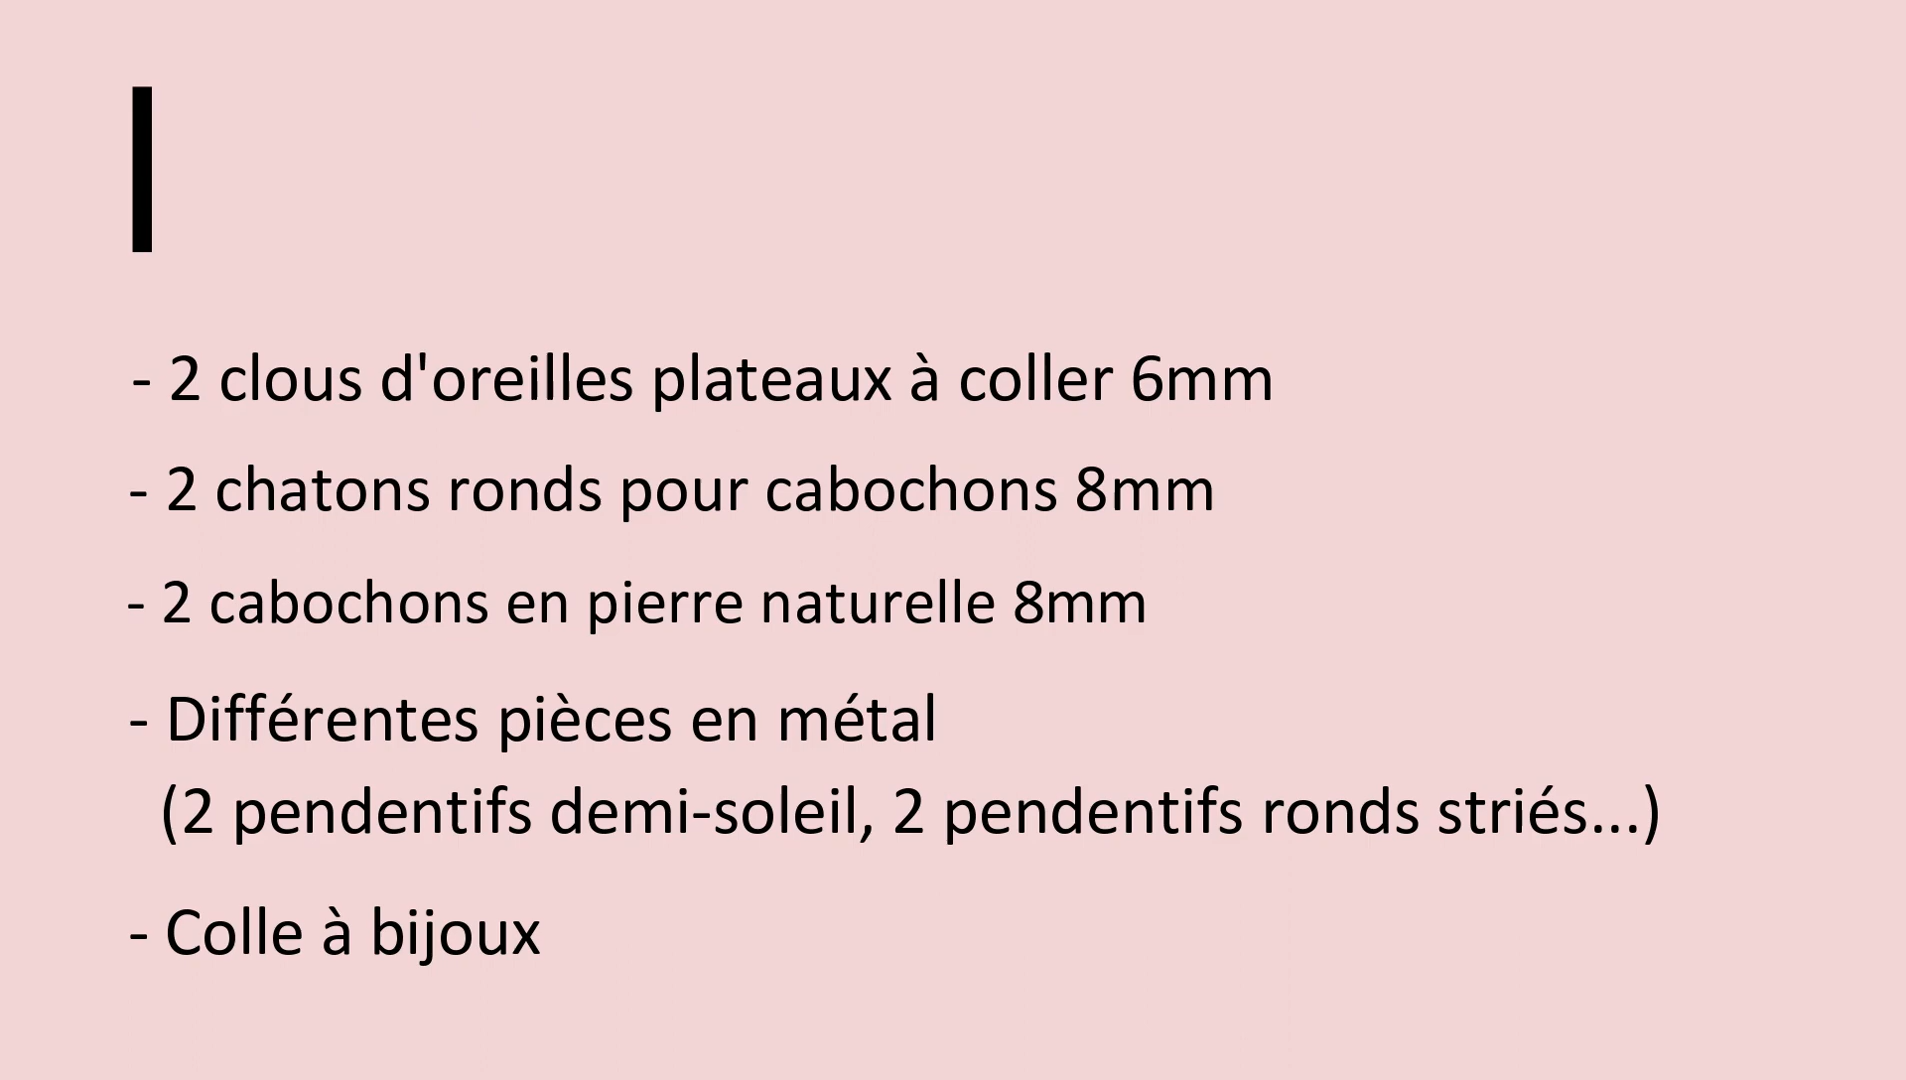 - 2 clous d'oreilles plateaux à coller 6mm
- 2 chatons ronds pour cabochons 8mm
- 2 cabochons en pierre naturelle 8mm
- Différentes pièces en métal
(2 pendentifs demi-soleil, 2 pendentifs ronds striés...)
- Colle à bijoux